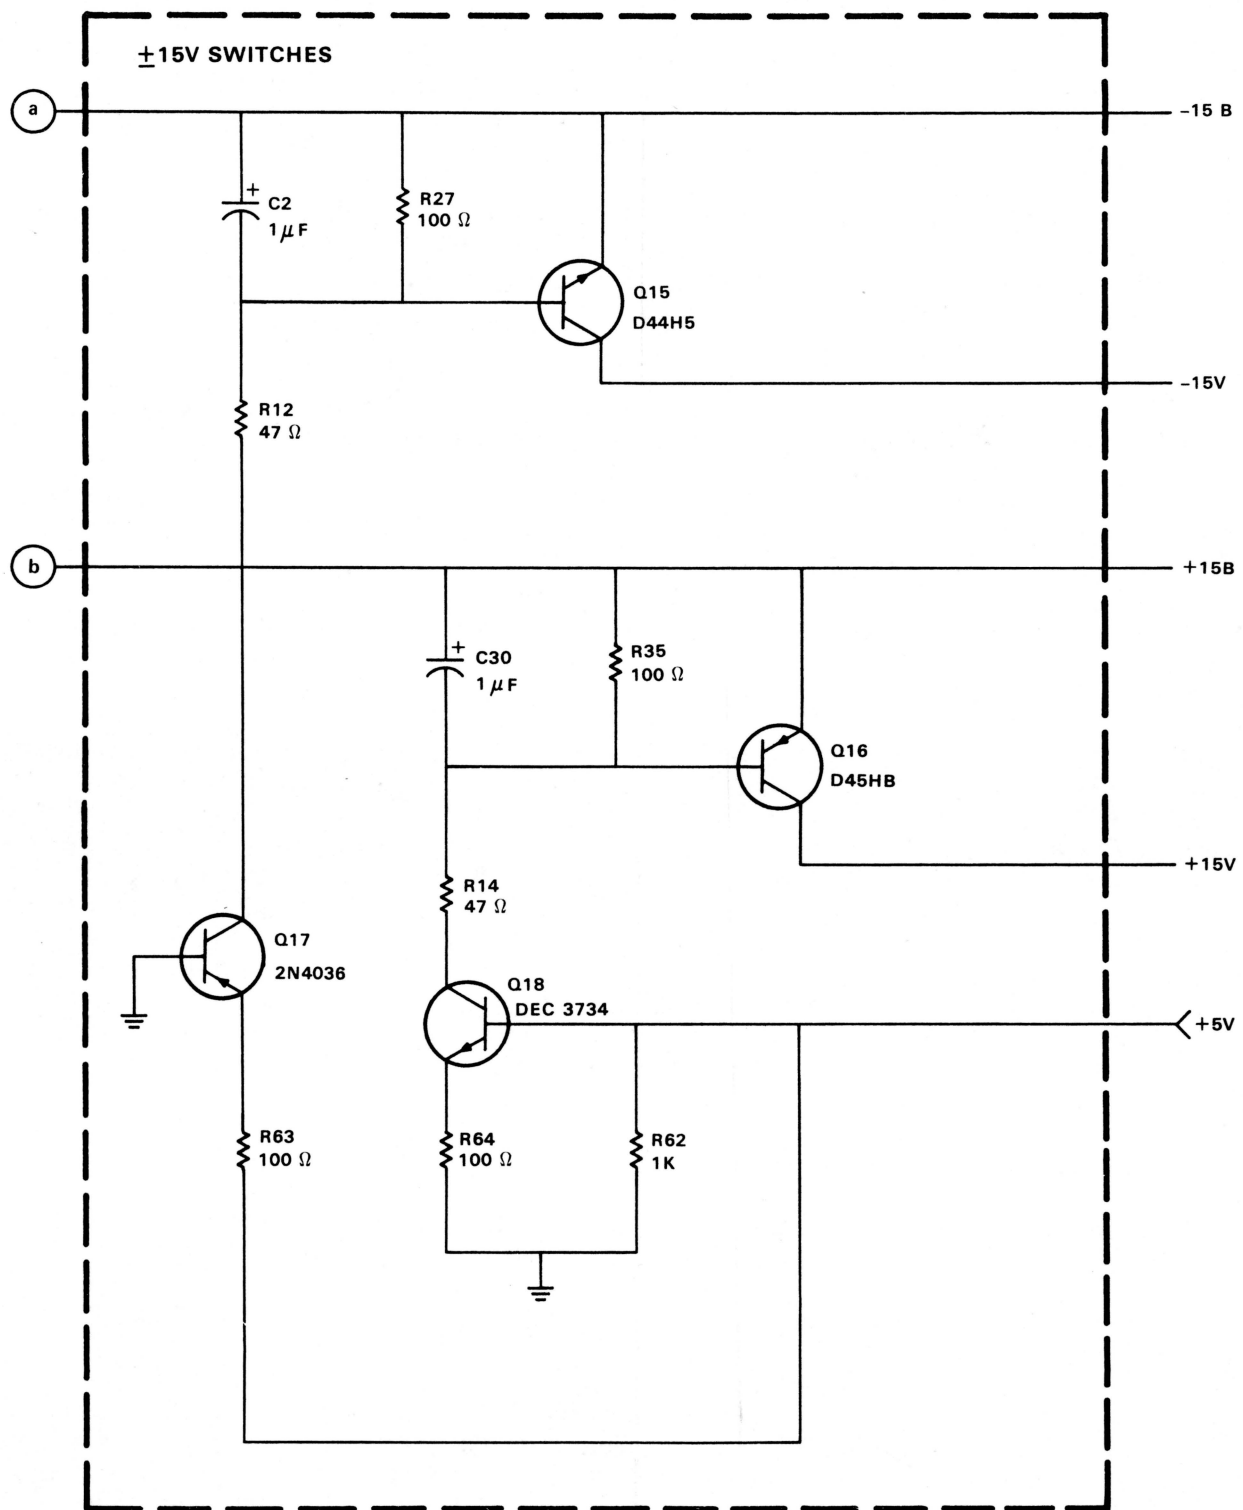 ±15V SWITCHES
a
-15 B
C2
1μF
+
R27
100 Ω
Q15
D44H5
-15V
R12
47 Ω
b
+15B
+
C30
1μF
R35
100 Ω
Q16
D45HB
+15V
R14
47 Ω
Q17
2N4036
Q18
DEC 3734
+5V
R63
100 Ω
R64
100 Ω
R62
1K